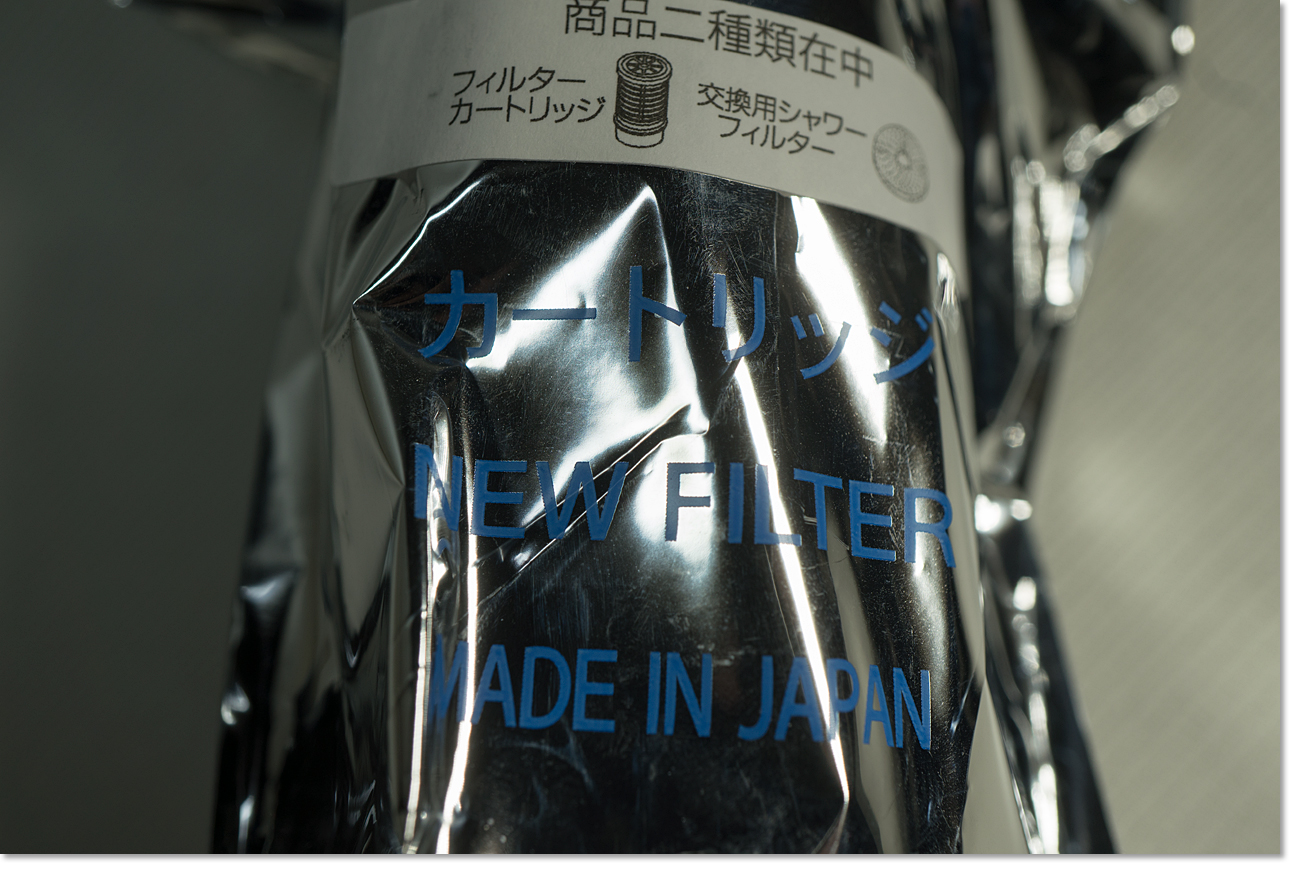 商品二種類在中
フィルター
カートリッジ
交換用シャワー
フィルター
カートリッジ
NEW FILTER
MADE IN JAPAN